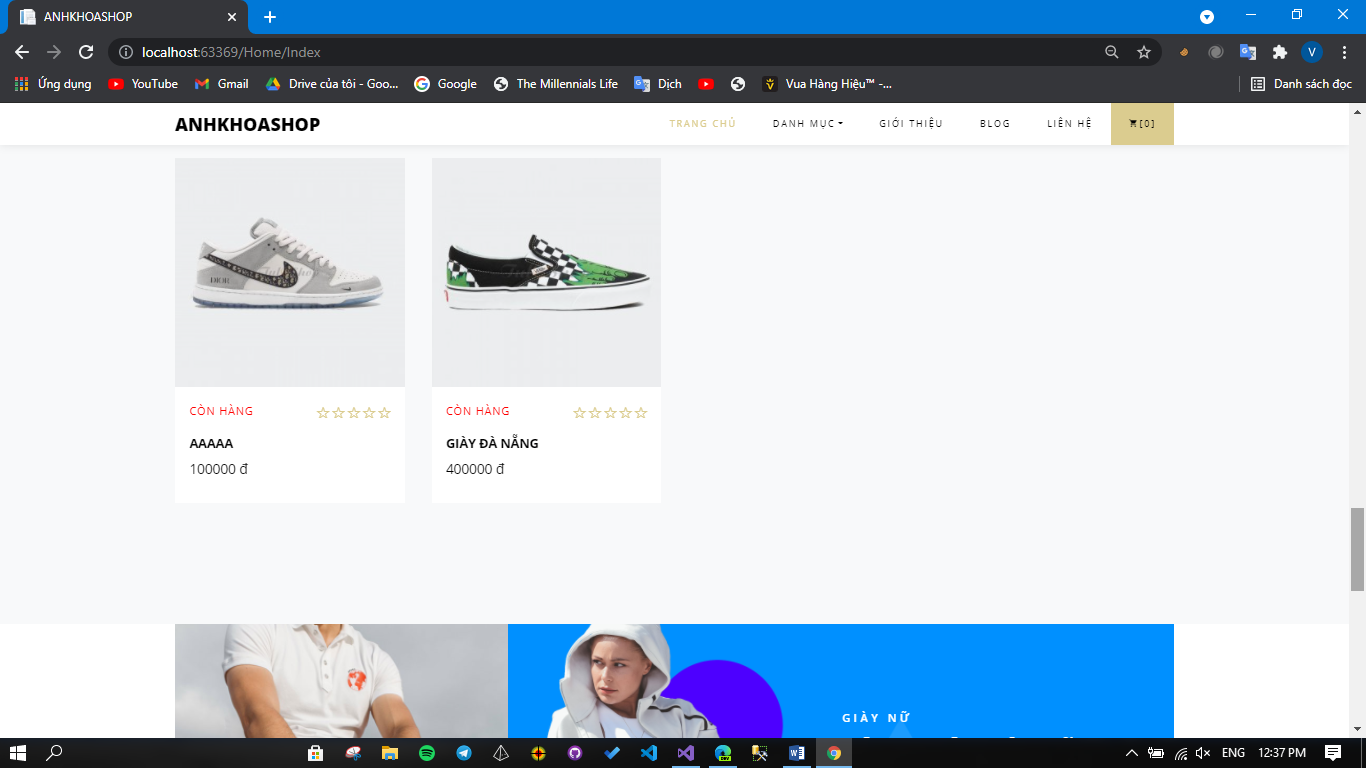 ANHKHOASHOP
localhost:63369/Home/Index
V
Ứng dụng YouTube Gmail Drive của tôi - Goo... Google The Millennials Life Dịch Vua Hàng Hiệu™ -... Danh sách đọc
ANHKHOASHOP TRANG CHỦ DANH MỤC GIỚI THIỆU BLOG LIÊN HỆ [0]
DIOR
CÒN HÀNG CÒN HÀNG
AAAAA GIÀY ĐÀ NẴNG
100000 đ 400000 đ
GIÀY NỮ
ENG 12:37 PM